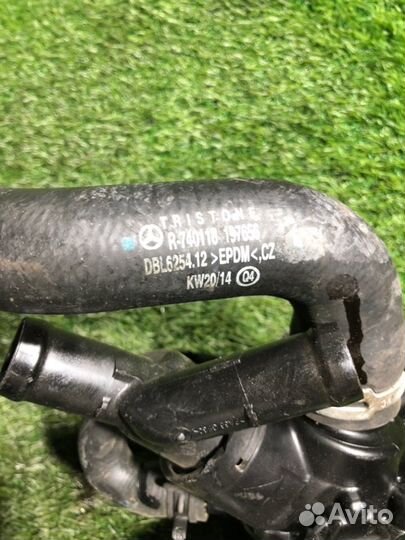 TRISTONE
R-740118 197656
DBL6254.12 >EPDM<,CZ
KW20/14 04
Avito